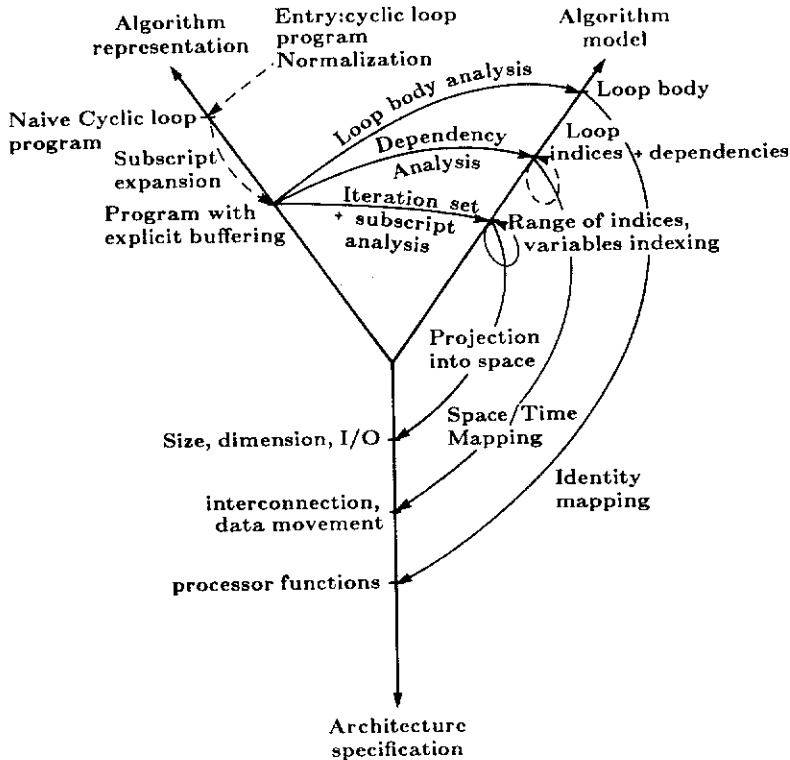 Algorithm
representation
Entry:cyclic loop
program
Normalization
Algorithm
model
Naive Cyclic loop
program
Subscript
expansion
Program with
explicit buffering
Loop body analysis
Dependency
Analysis
Iteration set
+ subscript
analysis
Loop body
Loop
indices + dependencies
Range of indices,
variables indexing
Projection
into space
Space/Time
Mapping
Identity
mapping
Size, dimension, I/O
interconnection,
data movement
processor functions
Architecture
specification